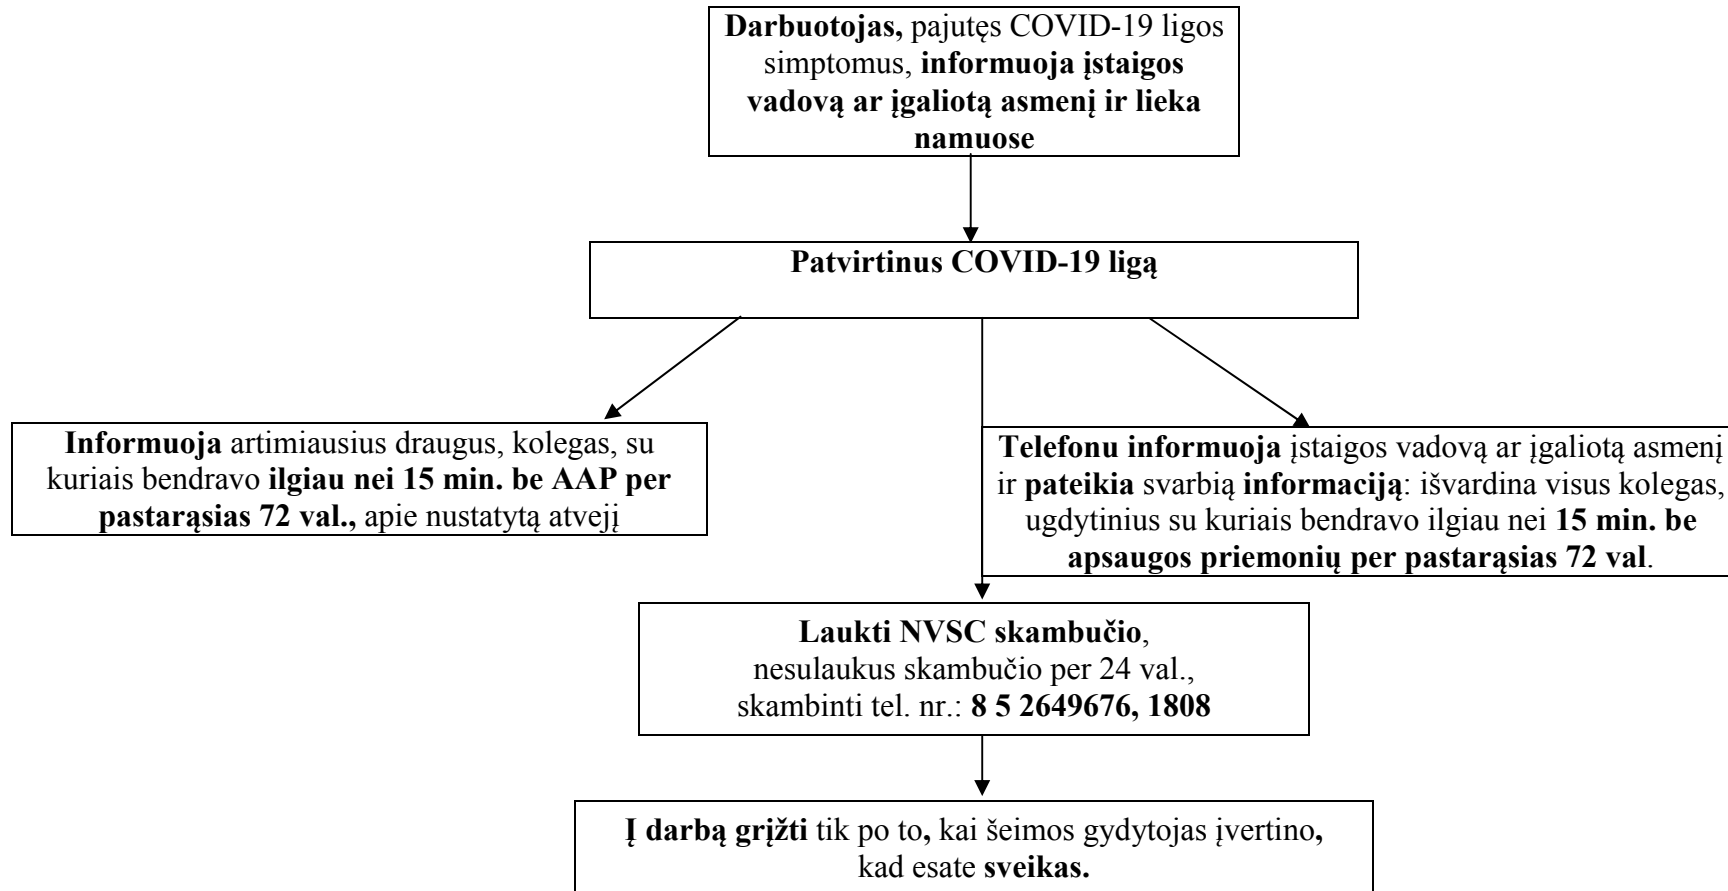 Darbuotojas, pajutęs COVID-19 ligos
simptomus, informuoja įstaigos
vadovą ar įgaliotą asmenį ir lieka
namuose
Patvirtinus COVID-19 ligą
Informuoja artimiausius draugus, kolegas, su
kuriais bendravo ilgiau nei 15 min. be AAP per
pastarąsias 72 val., apie nustatytą atvejį
Telefonu informuoja įstaigos vadovą ar įgaliotą asmenį
ir pateikia svarbią informaciją: išvardina visus kolegas,
ugdytinius su kuriais bendravo ilgiau nei 15 min. be
apsaugos priemonių per pastarąsias 72 val.
Laukti NVSC skambučio,
nesulaukus skambučio per 24 val.,
skambinti tel. nr.: 8 5 2649676, 1808
Į darbą grįžti tik po to, kai šeimos gydytojas įvertino,
kad esate sveikas.